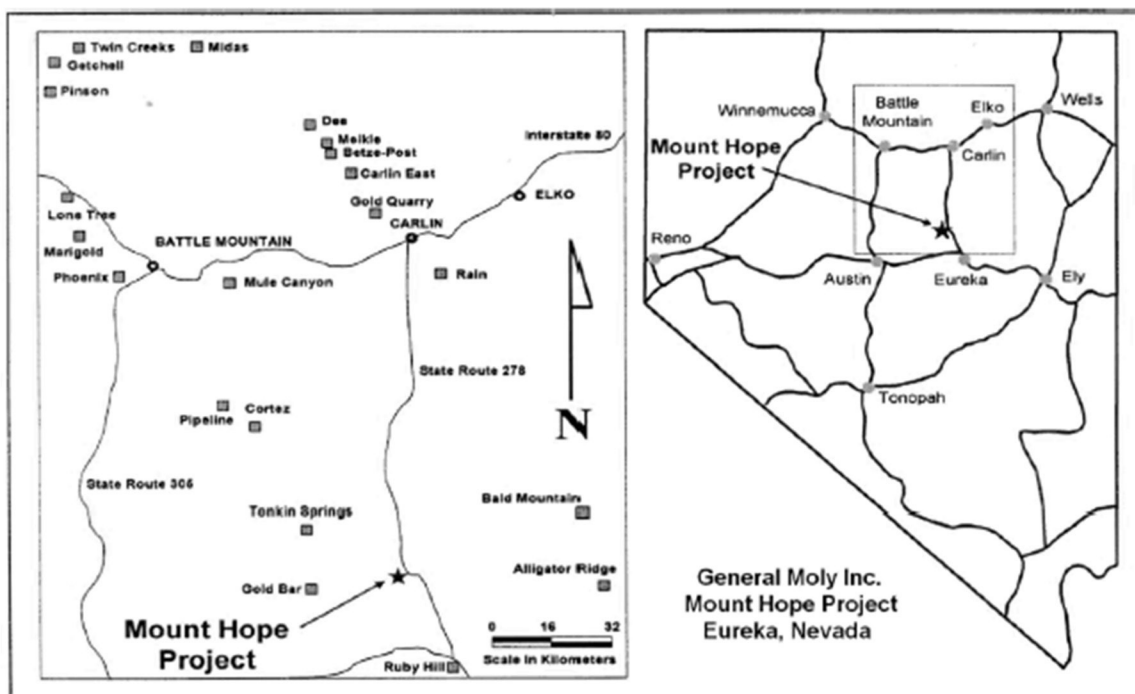 Twin Creeks
Midas
Getchell
Pinson
Dee
Meikle
Betze-Post
Carlin East
Interstate 80
Gold Quarry
ELKO
Lone Tree
CARLIN
Marigold
BATTLE MOUNTAIN
Phoenix
Mule Canyon
Rain
State Route 278
N
Pipeline
Cortez
State Route 305
Tonkin Springs
Bald Mountain
Gold Bar
Alligator Ridge
Mount Hope
Project
0 16 32
Scale in Kilometers
Ruby Hill
Winnemucca
Battle
Mountain
Elko
Wells
Mount Hope
Project
Carlin
Reno
Austin
Eureka
Ely
Tonopah
General Moly Inc.
Mount Hope Project
Eureka, Nevada